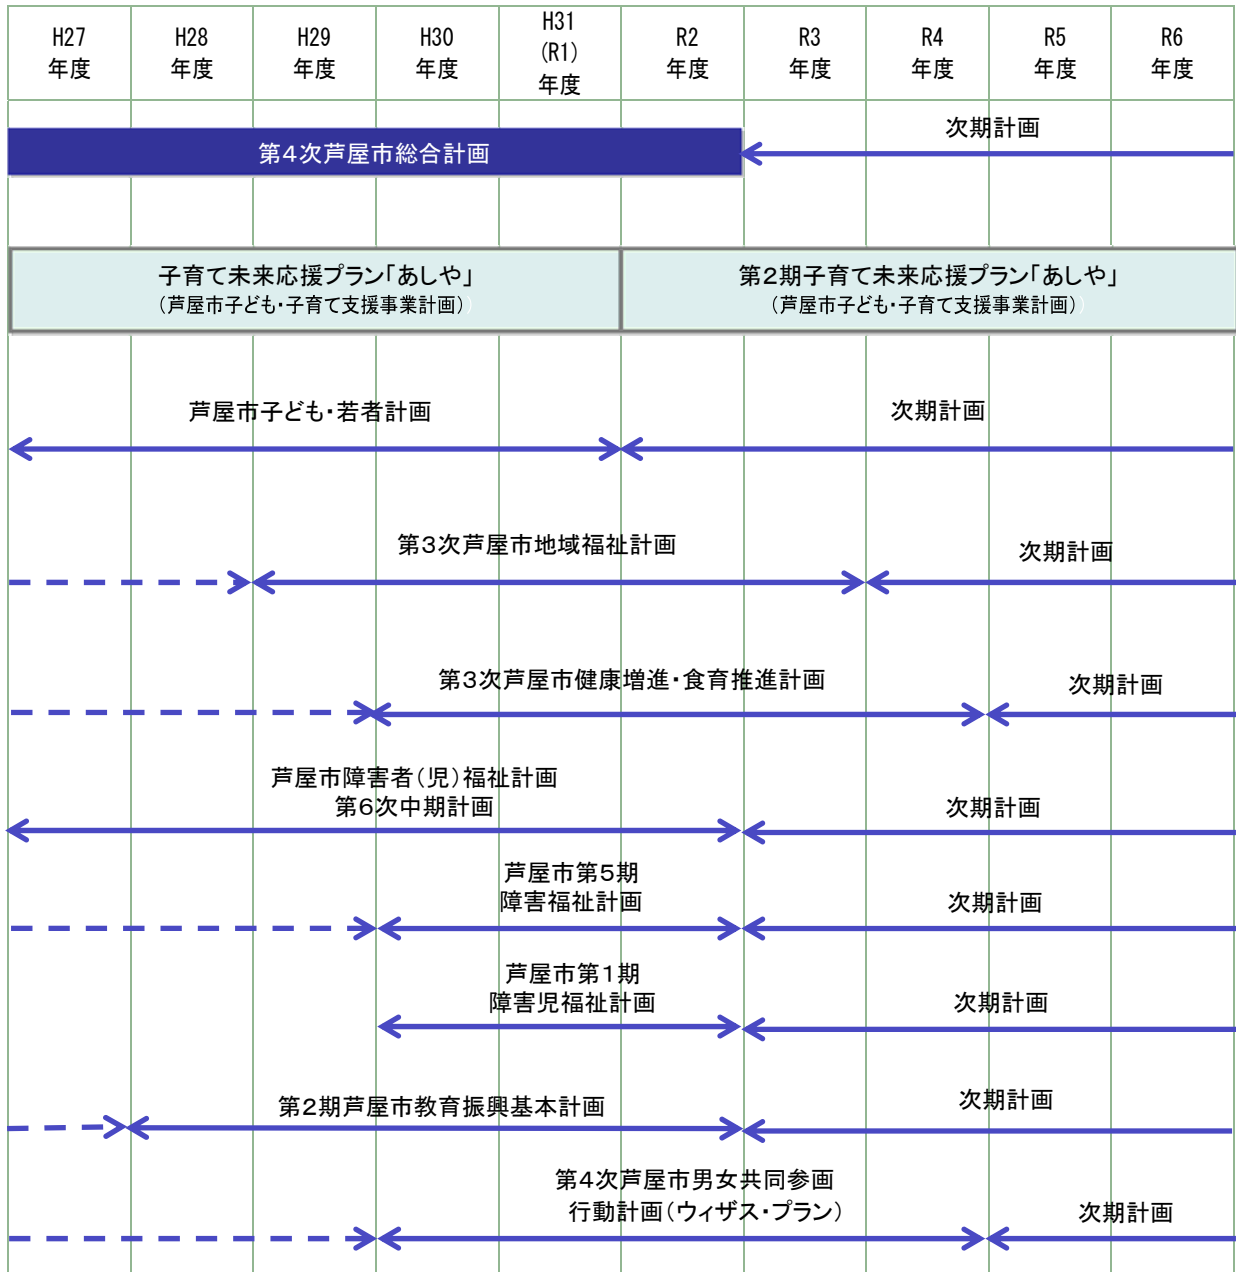 H27
年度
H28
年度
H29
年度
H30
年度
H31
(R1)
年度
R2
年度
R3
年度
R4
年度
R5
年度
R6
年度
第4次芦屋市総合計画
次期計画
子育て未来応援プラン「あしや」
(芦屋市子ども・子育て支援事業計画))
第2期子育て未来応援プラン「あしや」
(芦屋市子ども・子育て支援事業計画))
芦屋市子ども・若者計画
次期計画
第3次芦屋市地域福祉計画
次期計画
第3次芦屋市健康増進・食育推進計画
次期計画
芦屋市障害者(児)福祉計画
第6次中期計画
次期計画
芦屋市第5期
障害福祉計画
次期計画
芦屋市第1期
障害児福祉計画
次期計画
第2期芦屋市教育振興基本計画
次期計画
第4次芦屋市男女共同参画
行動計画(ウィザス・プラン)
次期計画